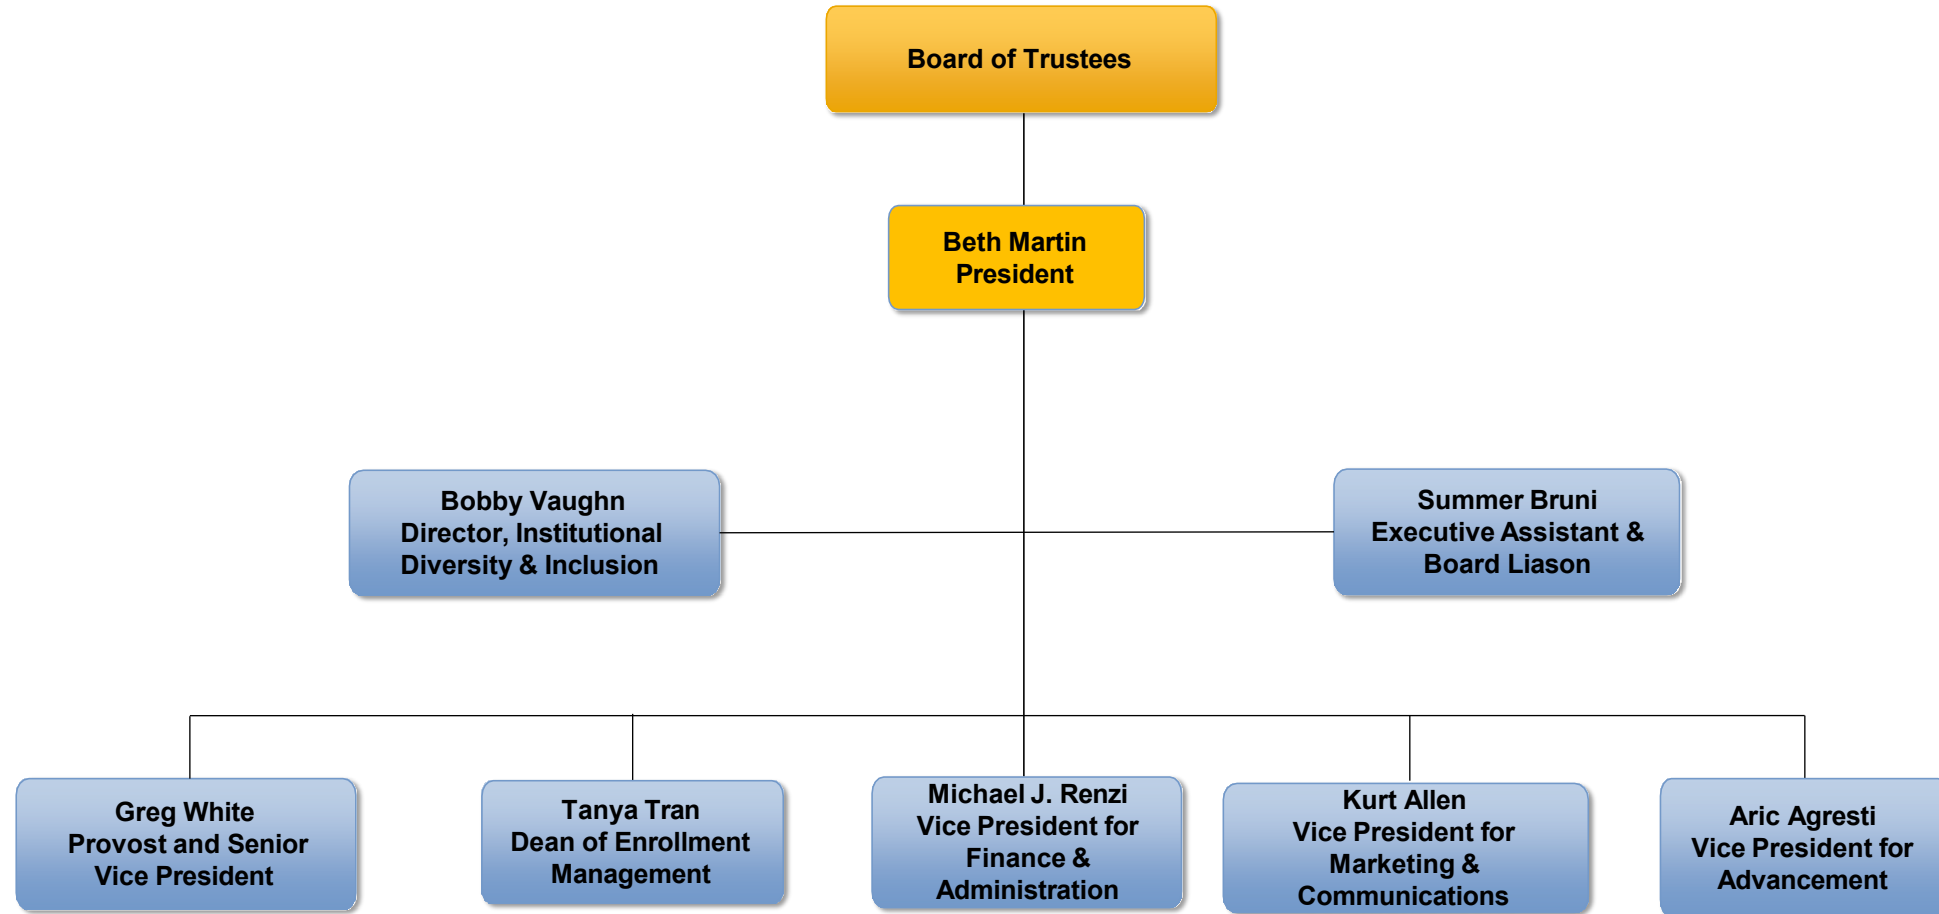 Board of Trustees
Beth Martin
President
Bobby Vaughn
Director, Institutional
Diversity & Inclusion
Summer Bruni
Executive Assistant &
Board Liason
Greg White
Provost and Senior
Vice President
Tanya Tran
Dean of Enrollment
Management
Michael J. Renzi
Vice President for
Finance &
Administration
Kurt Allen
Vice President for
Marketing &
Communications
Aric Agresti
Vice President for
Advancement